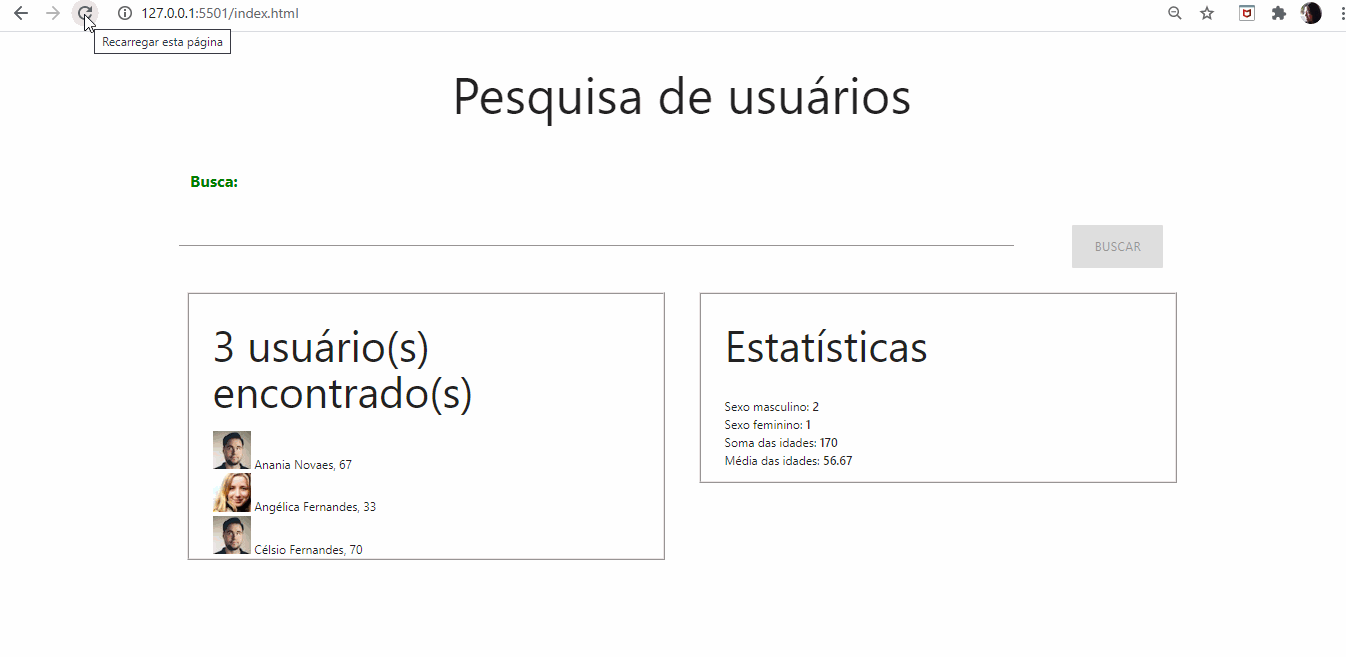 127.0.0.1:5501/index.html
Recarregar esta página
Pesquisa de usuários
Busca:
BUSCAR
3 usuário(s)
encontrado(s)
Anania Novaes, 67
Angélica Fernandes, 33
Célsio Fernandes, 70
Estatísticas
Sexo masculino: 2
Sexo feminino: 1
Soma das idades: 170
Média das idades: 56.67